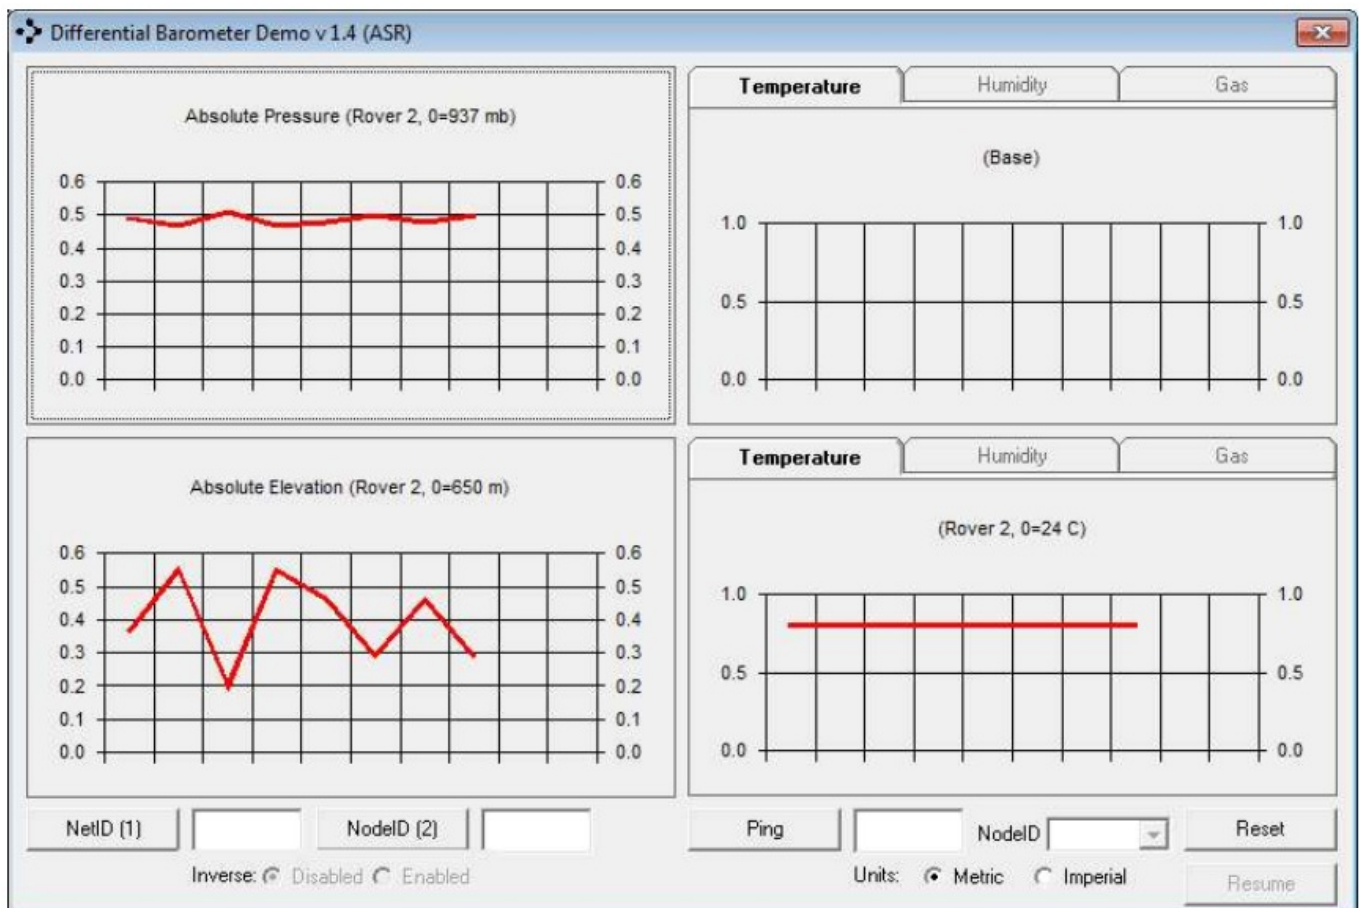 Differential Barometer Demo v 1.4 (ASR)
Absolute Pressure (Rover 2, 0=937 mb)
0.6 0.6
0.5 0.5
0.4 0.4
0.3 0.3
0.2 0.2
0.1 0.1
0.0 0.0
Temperature Humidity Gas
(Base)
1.0 1.0
0.5 0.5
0.0 0.0
Absolute Elevation (Rover 2, 0=650 m)
0.6 0.6
0.5 0.5
0.4 0.4
0.3 0.3
0.2 0.2
0.1 0.1
0.0 0.0
Temperature Humidity Gas
(Rover 2, 0=24 C)
1.0 1.0
0.5 0.5
0.0 0.0
NetID (1) NodeID (2) Ping NodeID Reset
Inverse: Disabled Enabled Units: Metric Imperial Resume